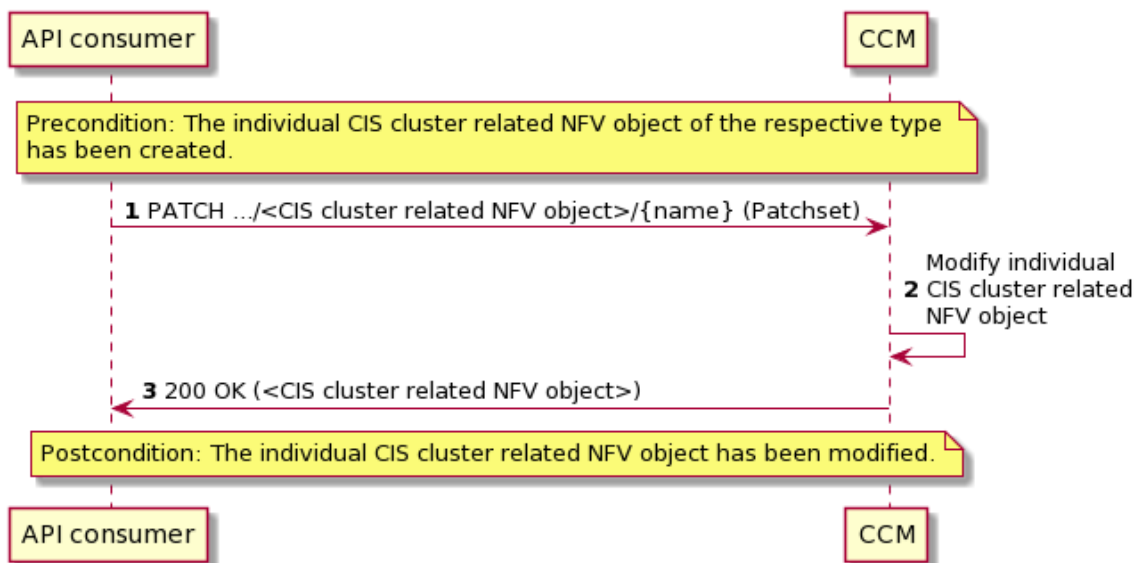 API consumer
CCM
Precondition: The individual CIS cluster related NFV object of the respective type
has been created.
1 PATCH .../<CIS cluster related NFV object>/{name} (Patchset)
Modify individual
2 CIS cluster related
NFV object
3 200 OK (<CIS cluster related NFV object>)
Postcondition: The individual CIS cluster related NFV object has been modified.
API consumer
CCM